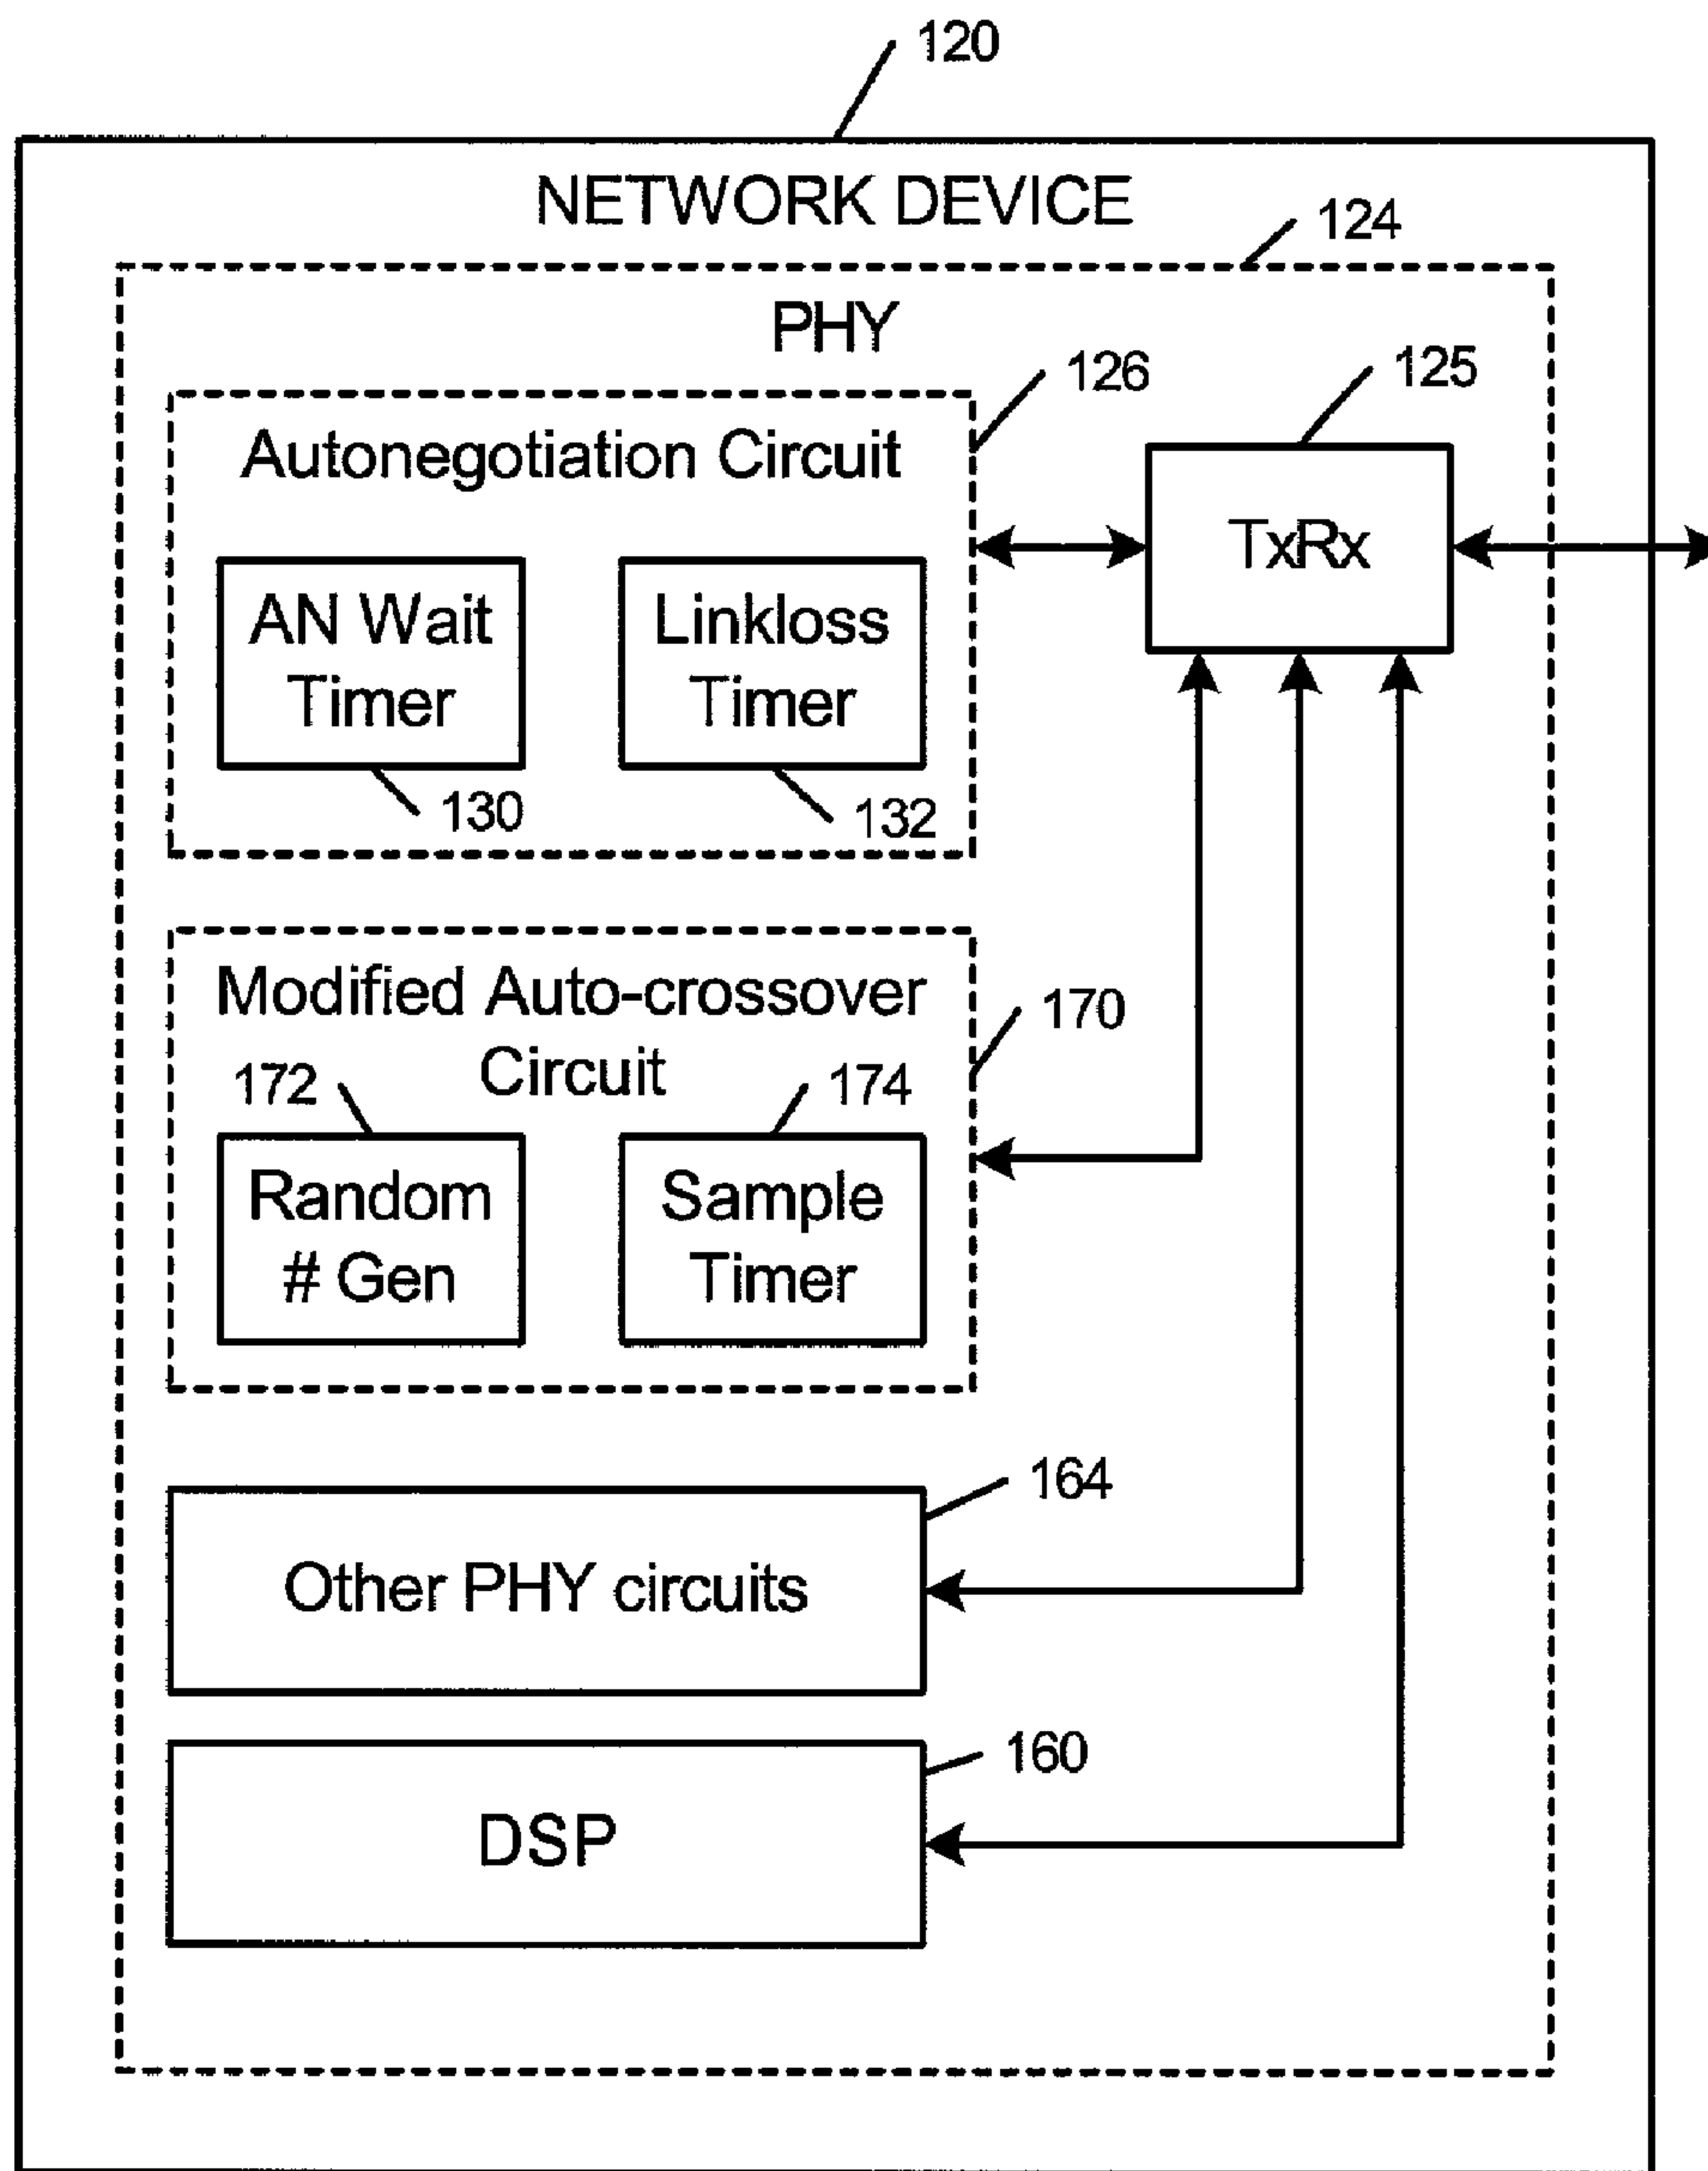 120
NETWORK DEVICE
124
PHY
126
125
Autonegotiation Circuit
TxRx
AN Wait
Timer
Linkloss
Timer
130
132
Modified Auto-crossover
Circuit
170
172
174
Random
# Gen
Sample
Timer
164
Other PHY circuits
160
DSP